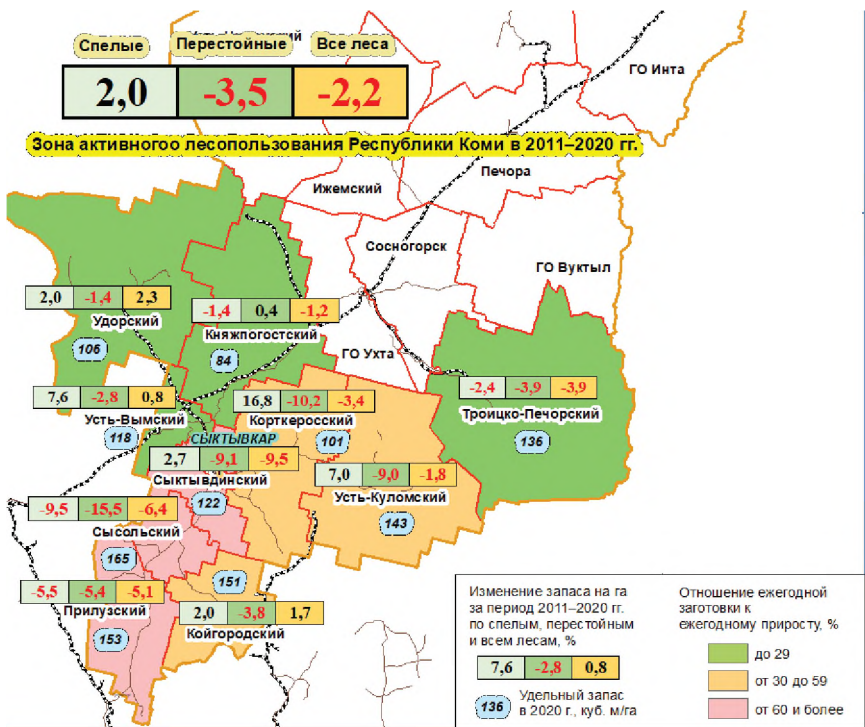 Спелые Перестойные Все леса
2,0 -3,5 -2,2
ГО Инта
Зона активногоо лесопользования Республики Коми в 2011–2020 гг.
Печора
Ижемский
Сосногорск
ГО Вуктыл
2,0 -1,4 2,3
Удорский
106
-1,4 0,4 -1,2
Княжпогостский
84
ГО Ухта
-2,4 -3,9 -3,9
Троицко-Печорский
136
7,6 -2,8 0,8
Усть-Вымский
118
16,8 -10,2 -3,4
Корткеросский
101
СЫКТЫВКАР
2,7 -9,1 -9,5
Сыктывдинский
122
7,0 -9,0 -1,8
Усть-Куломский
143
-9,5 -15,5 -6,4
Сысольский
165
151
-5,5 -5,4 -5,1
Прилузский
153
2,0 -3,8 1,7
Койгородский
Изменение запаса на га
за период 2011–2020 гг.
по спелым, перестойным
и всем лесам, %
7,6 -2,8 0,8
136 Удельный запас
в 2020 г., куб. м/га
Отношение ежегодной
заготовки к
ежегодному приросту, %
до 29
от 30 до 59
от 60 и более